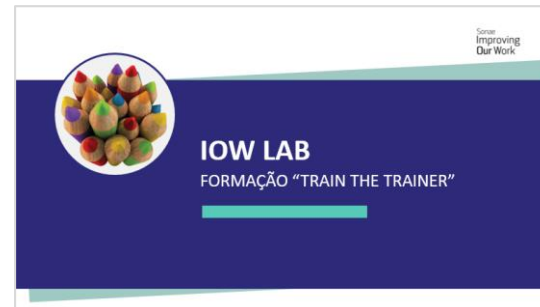 Sonae
Improving
Our Work
IOW LAB
FORMAÇÃO “TRAIN THE TRAINER”